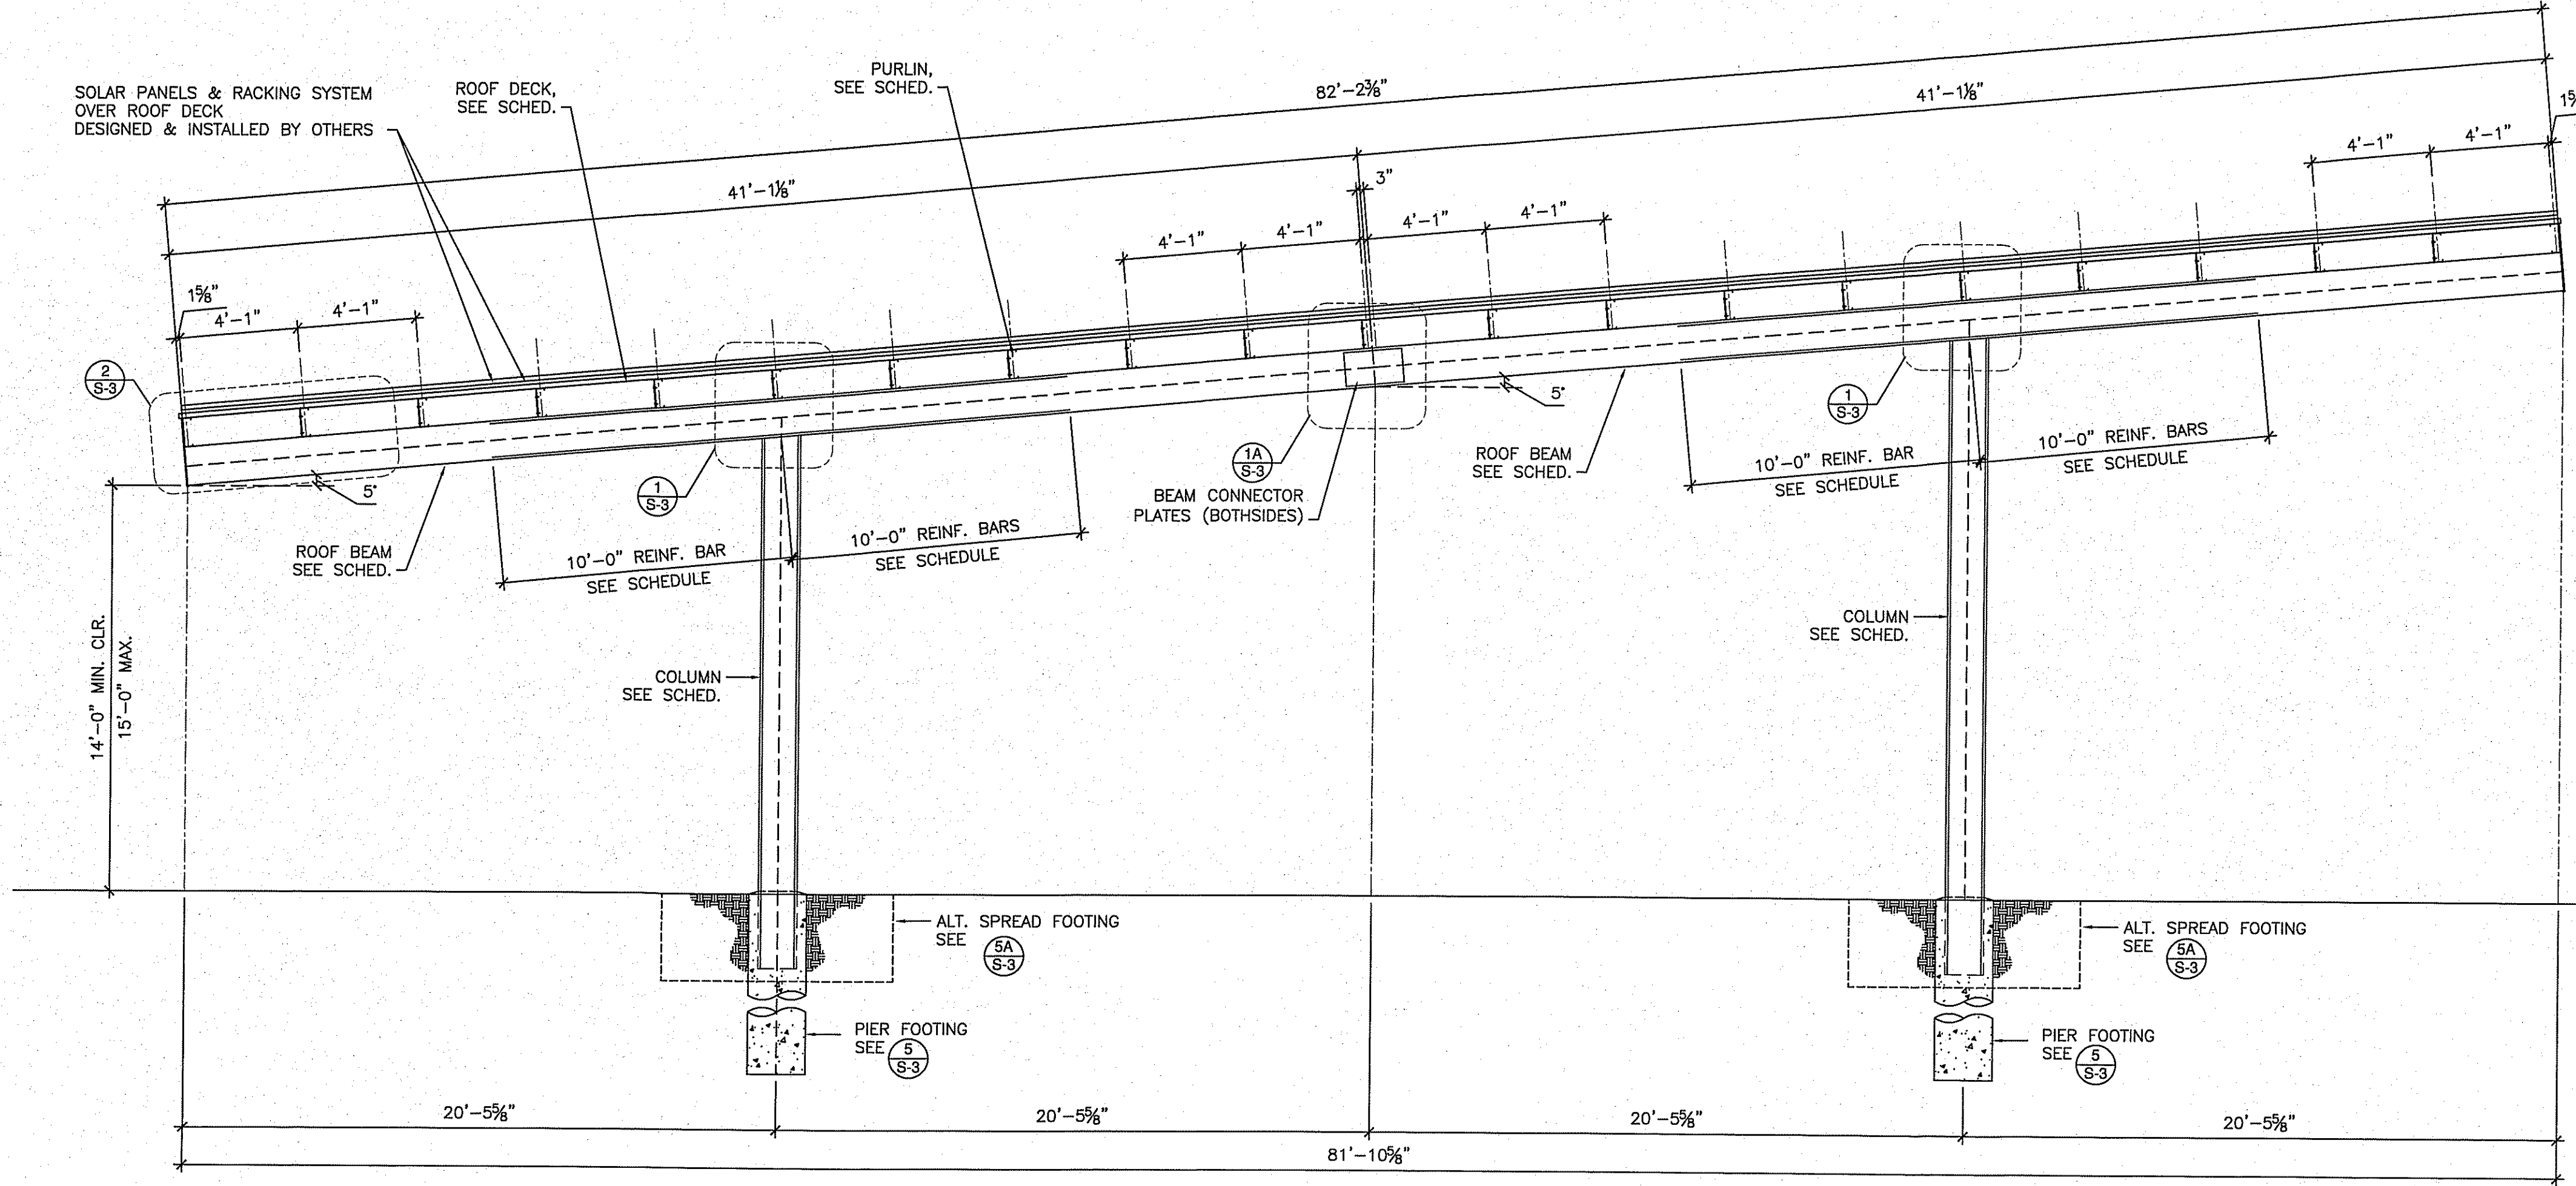 82'-2⅜"
41'-1⅛"
41'-1⅛"
SOLAR PANELS & RACKING SYSTEM
OVER ROOF DECK
DESIGNED & INSTALLED BY OTHERS
ROOF DECK,
SEE SCHED.
PURLIN,
SEE SCHED.
1⅝"
4'-1"
4'-1"
4'-1"
4'-1"
3"
4'-1"
4'-1"
4'-1"
4'-1"
2
S-3
5°
ROOF BEAM
SEE SCHED.
1
S-3
10'-0" REINF. BAR
SEE SCHEDULE
10'-0" REINF. BARS
SEE SCHEDULE
1A
S-3
BEAM CONNECTOR
PLATES (BOTHSIDES)
5°
ROOF BEAM
SEE SCHED.
1
S-3
10'-0" REINF. BAR
SEE SCHEDULE
10'-0" REINF. BARS
SEE SCHEDULE
14'-0" MIN. CLR.
15'-0" MAX.
COLUMN
SEE SCHED.
COLUMN
SEE SCHED.
ALT. SPREAD FOOTING
SEE 5A
S-3
PIER FOOTING
SEE 5
S-3
ALT. SPREAD FOOTING
SEE 5A
S-3
PIER FOOTING
SEE 5
S-3
20'-5⅝"
20'-5⅝"
20'-5⅝"
20'-5⅝"
81'-10⅝"